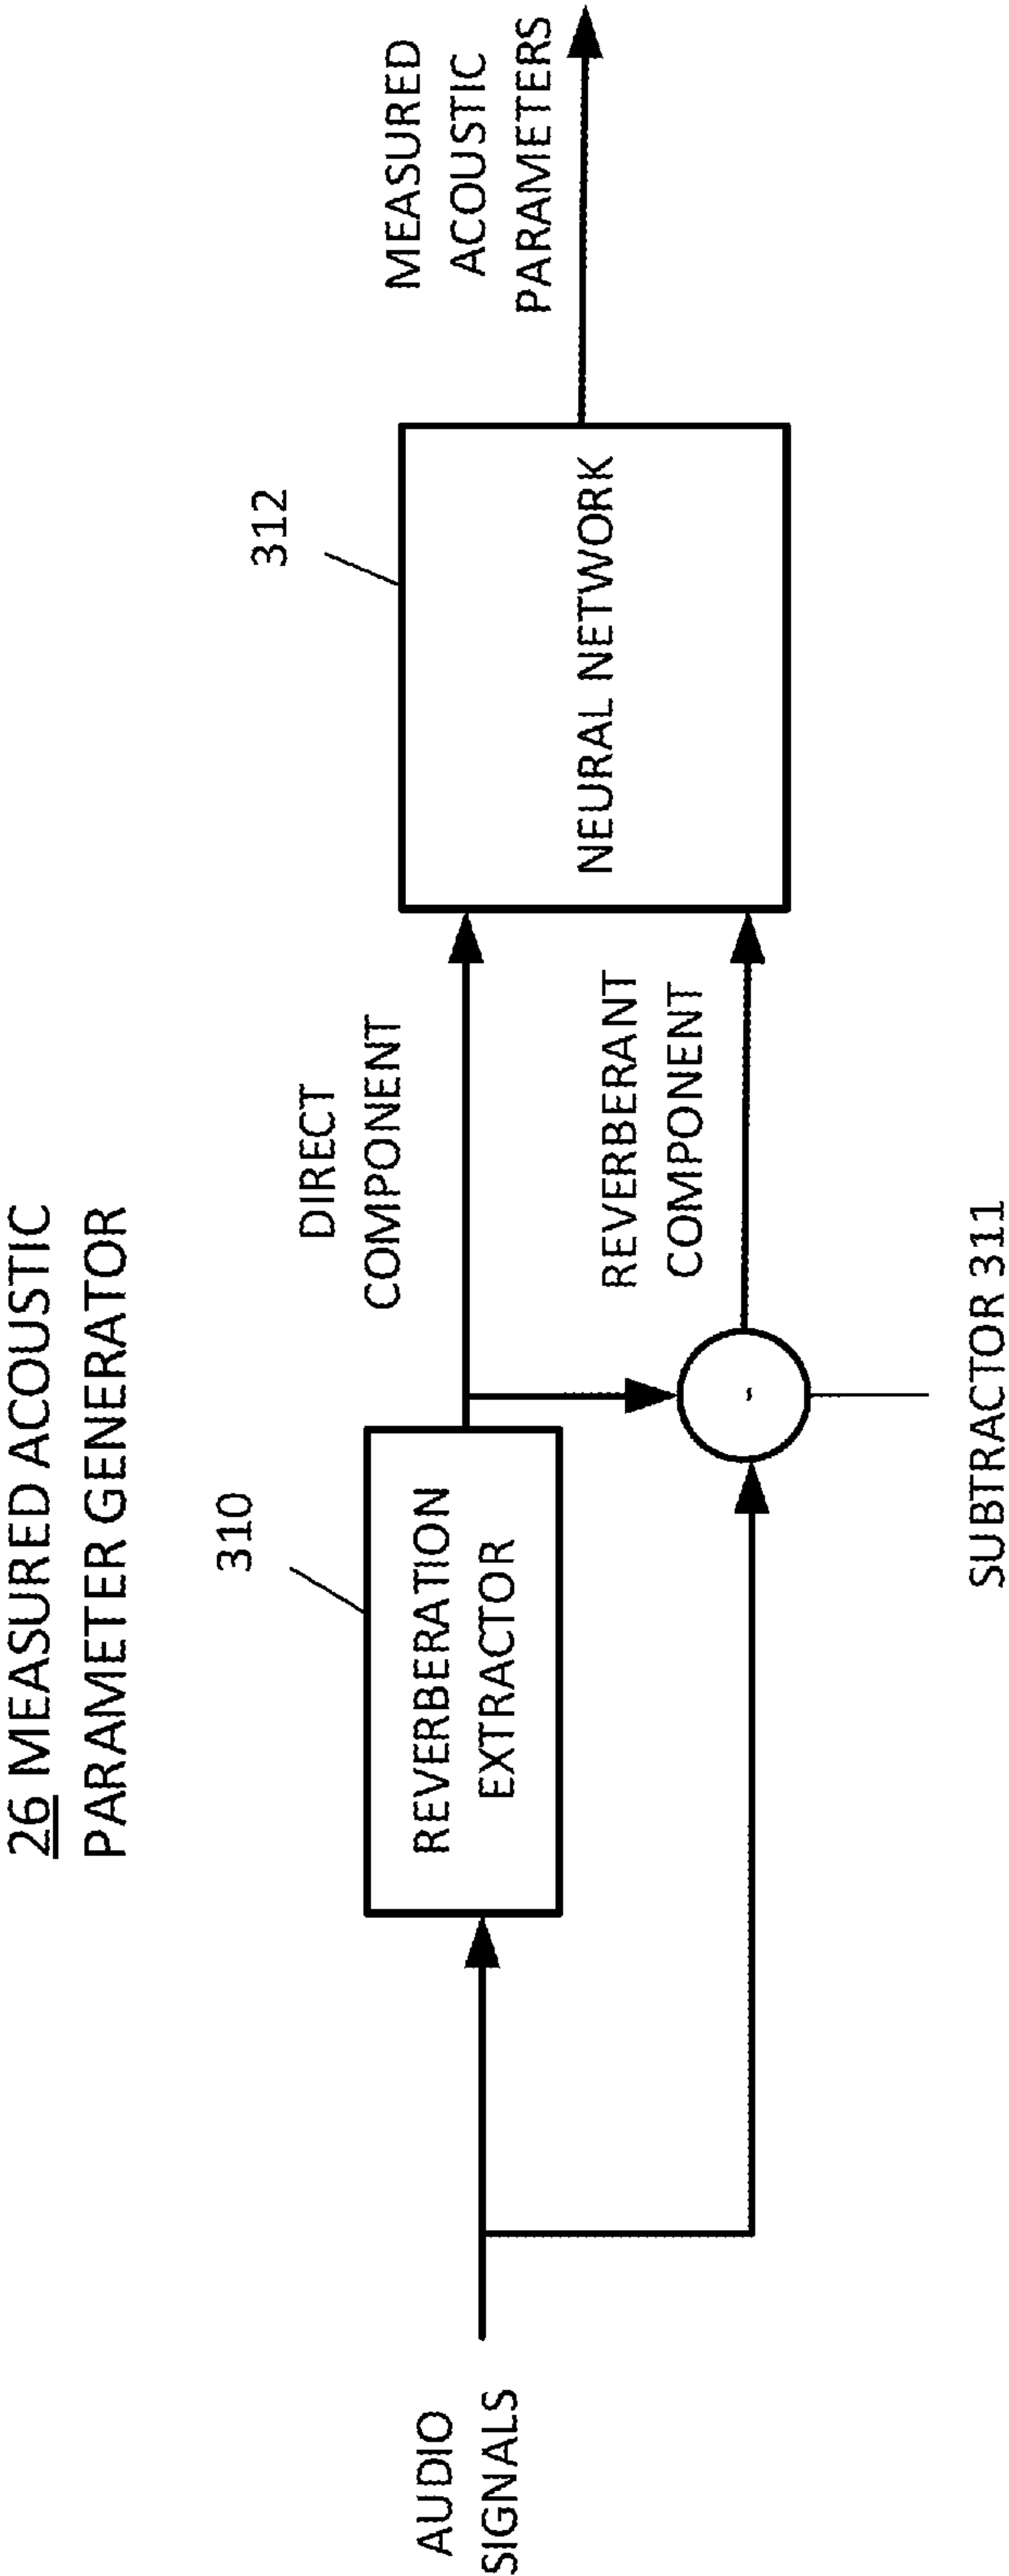 26 MEASURED ACOUSTIC
PARAMETER GENERATOR
AUDIO
SIGNALS
310
REVERBERATION
EXTRACTOR
DIRECT
COMPONENT
-
SUBTRACTOR 311
REVERBERANT
COMPONENT
312
NEURAL NETWORK
MEASURED
ACOUSTIC
PARAMETERS